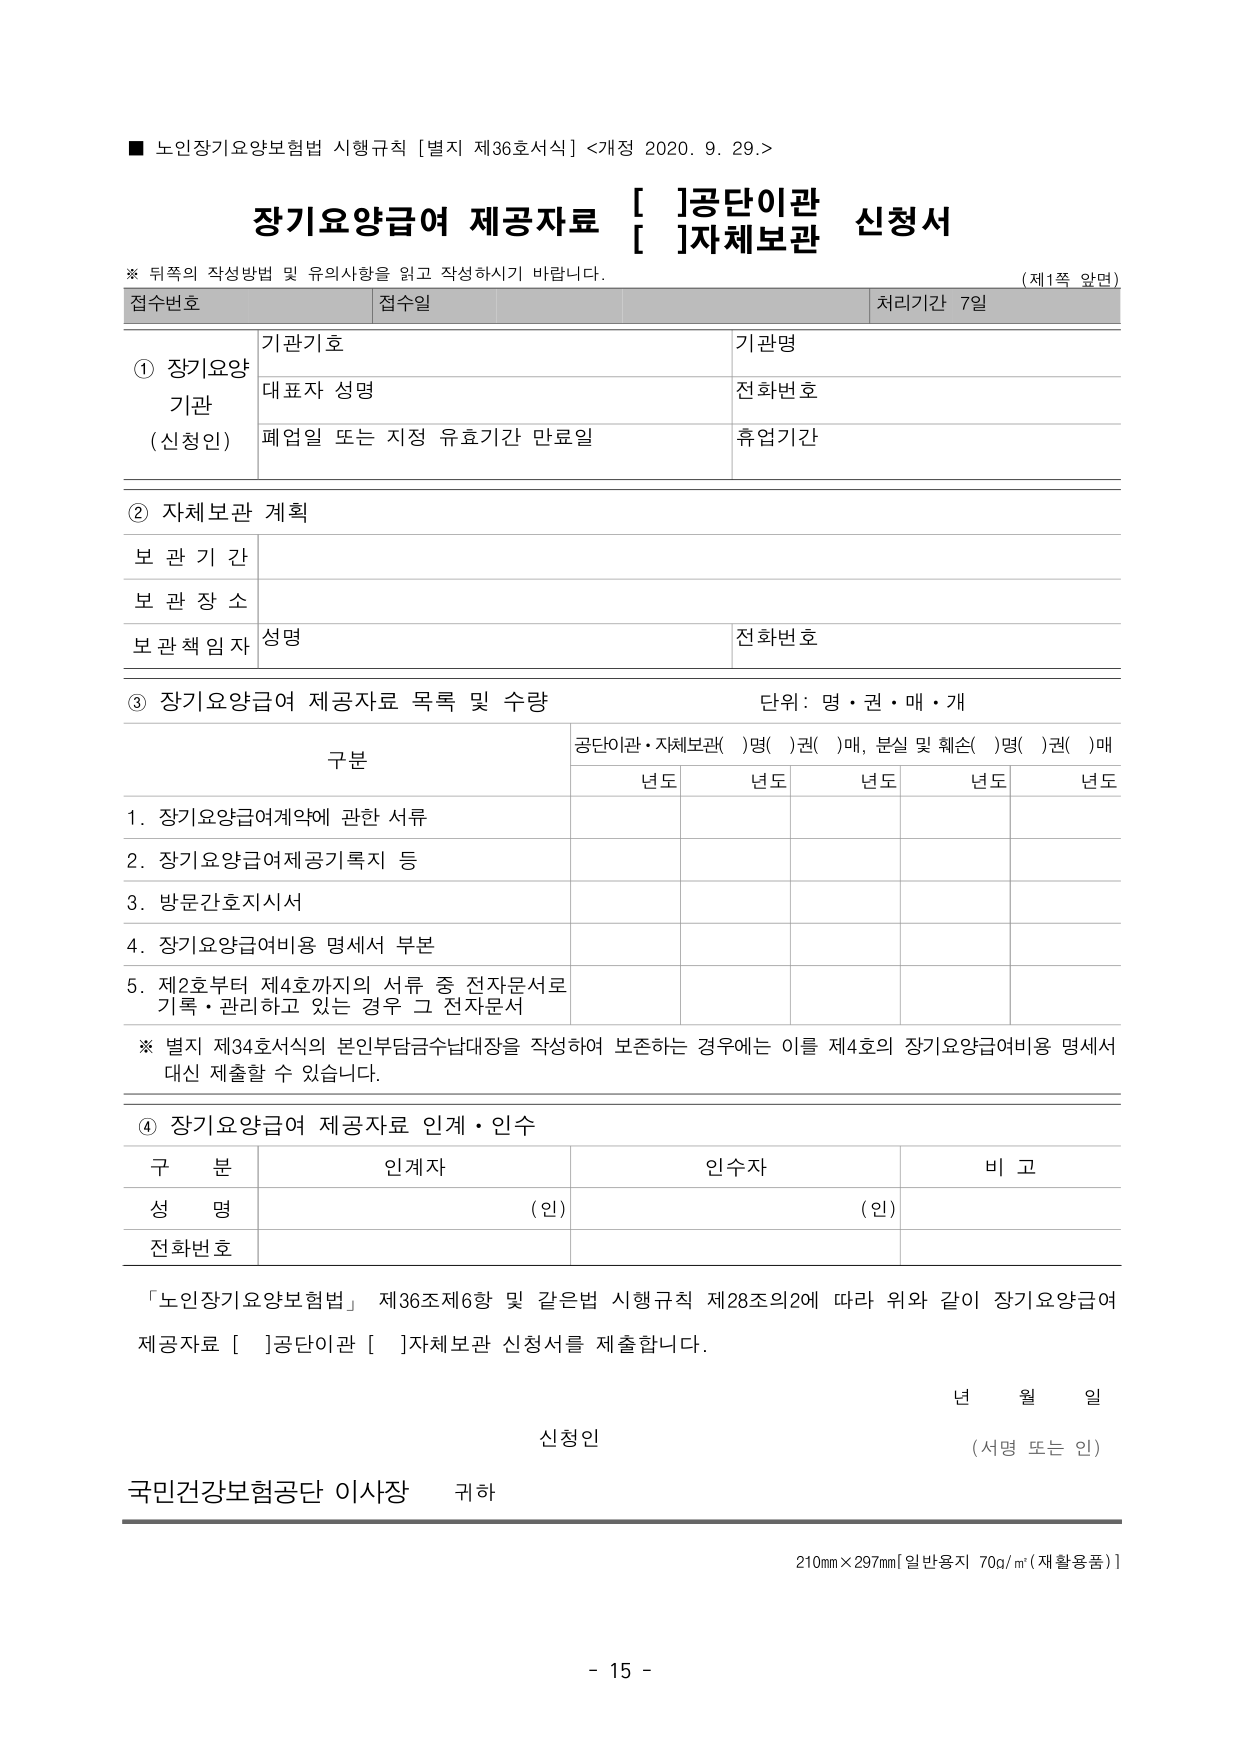 ■ 노인장기요양보험법 시행규칙 [별지 제36호서식] <개정 2020. 9. 29.>
장기요양급여 제공자료 [ ]공단이관 신청서
[ ]자체보관
※ 뒤쪽의 작성방법 및 유의사항을 읽고 작성하시기 바랍니다.
(제1쪽 앞면)
접수번호 접수일 처리기간 7일
① 장기요양
기관
(신청인)
기관기호 기관명
대표자 성명 전화번호
폐업일 또는 지정 유효기간 만료일 휴업기간
② 자체보관 계획
보 관 기 간
보 관 장 소
보관책임자 성명 전화번호
③ 장기요양급여 제공자료 목록 및 수량 단위: 명·권·매·개
구분
공단이관·자체보관( )명( )권( )매, 분실 및 훼손( )명( )권( )매
년도 년도 년도 년도 년도
1. 장기요양급여계약에 관한 서류
2. 장기요양급여제공기록지 등
3. 방문간호지시서
4. 장기요양급여비용 명세서 부본
5. 제2호부터 제4호까지의 서류 중 전자문서로
기록·관리하고 있는 경우 그 전자문서
※ 별지 제34호서식의 본인부담금수납대장을 작성하여 보존하는 경우에는 이를 제4호의 장기요양급여비용 명세서
대신 제출할 수 있습니다.
④ 장기요양급여 제공자료 인계·인수
구 분 인계자 인수자 비 고
성 명 (인) (인)
전화번호
「노인장기요양보험법」 제36조제6항 및 같은법 시행규칙 제28조의2에 따라 위와 같이 장기요양급여
제공자료 [ ]공단이관 [ ]자체보관 신청서를 제출합니다.
년 월 일
신청인 (서명 또는 인)
국민건강보험공단 이사장 귀하
210㎜×297㎜[일반용지 70g/㎡(재활용품)]
- 15 -